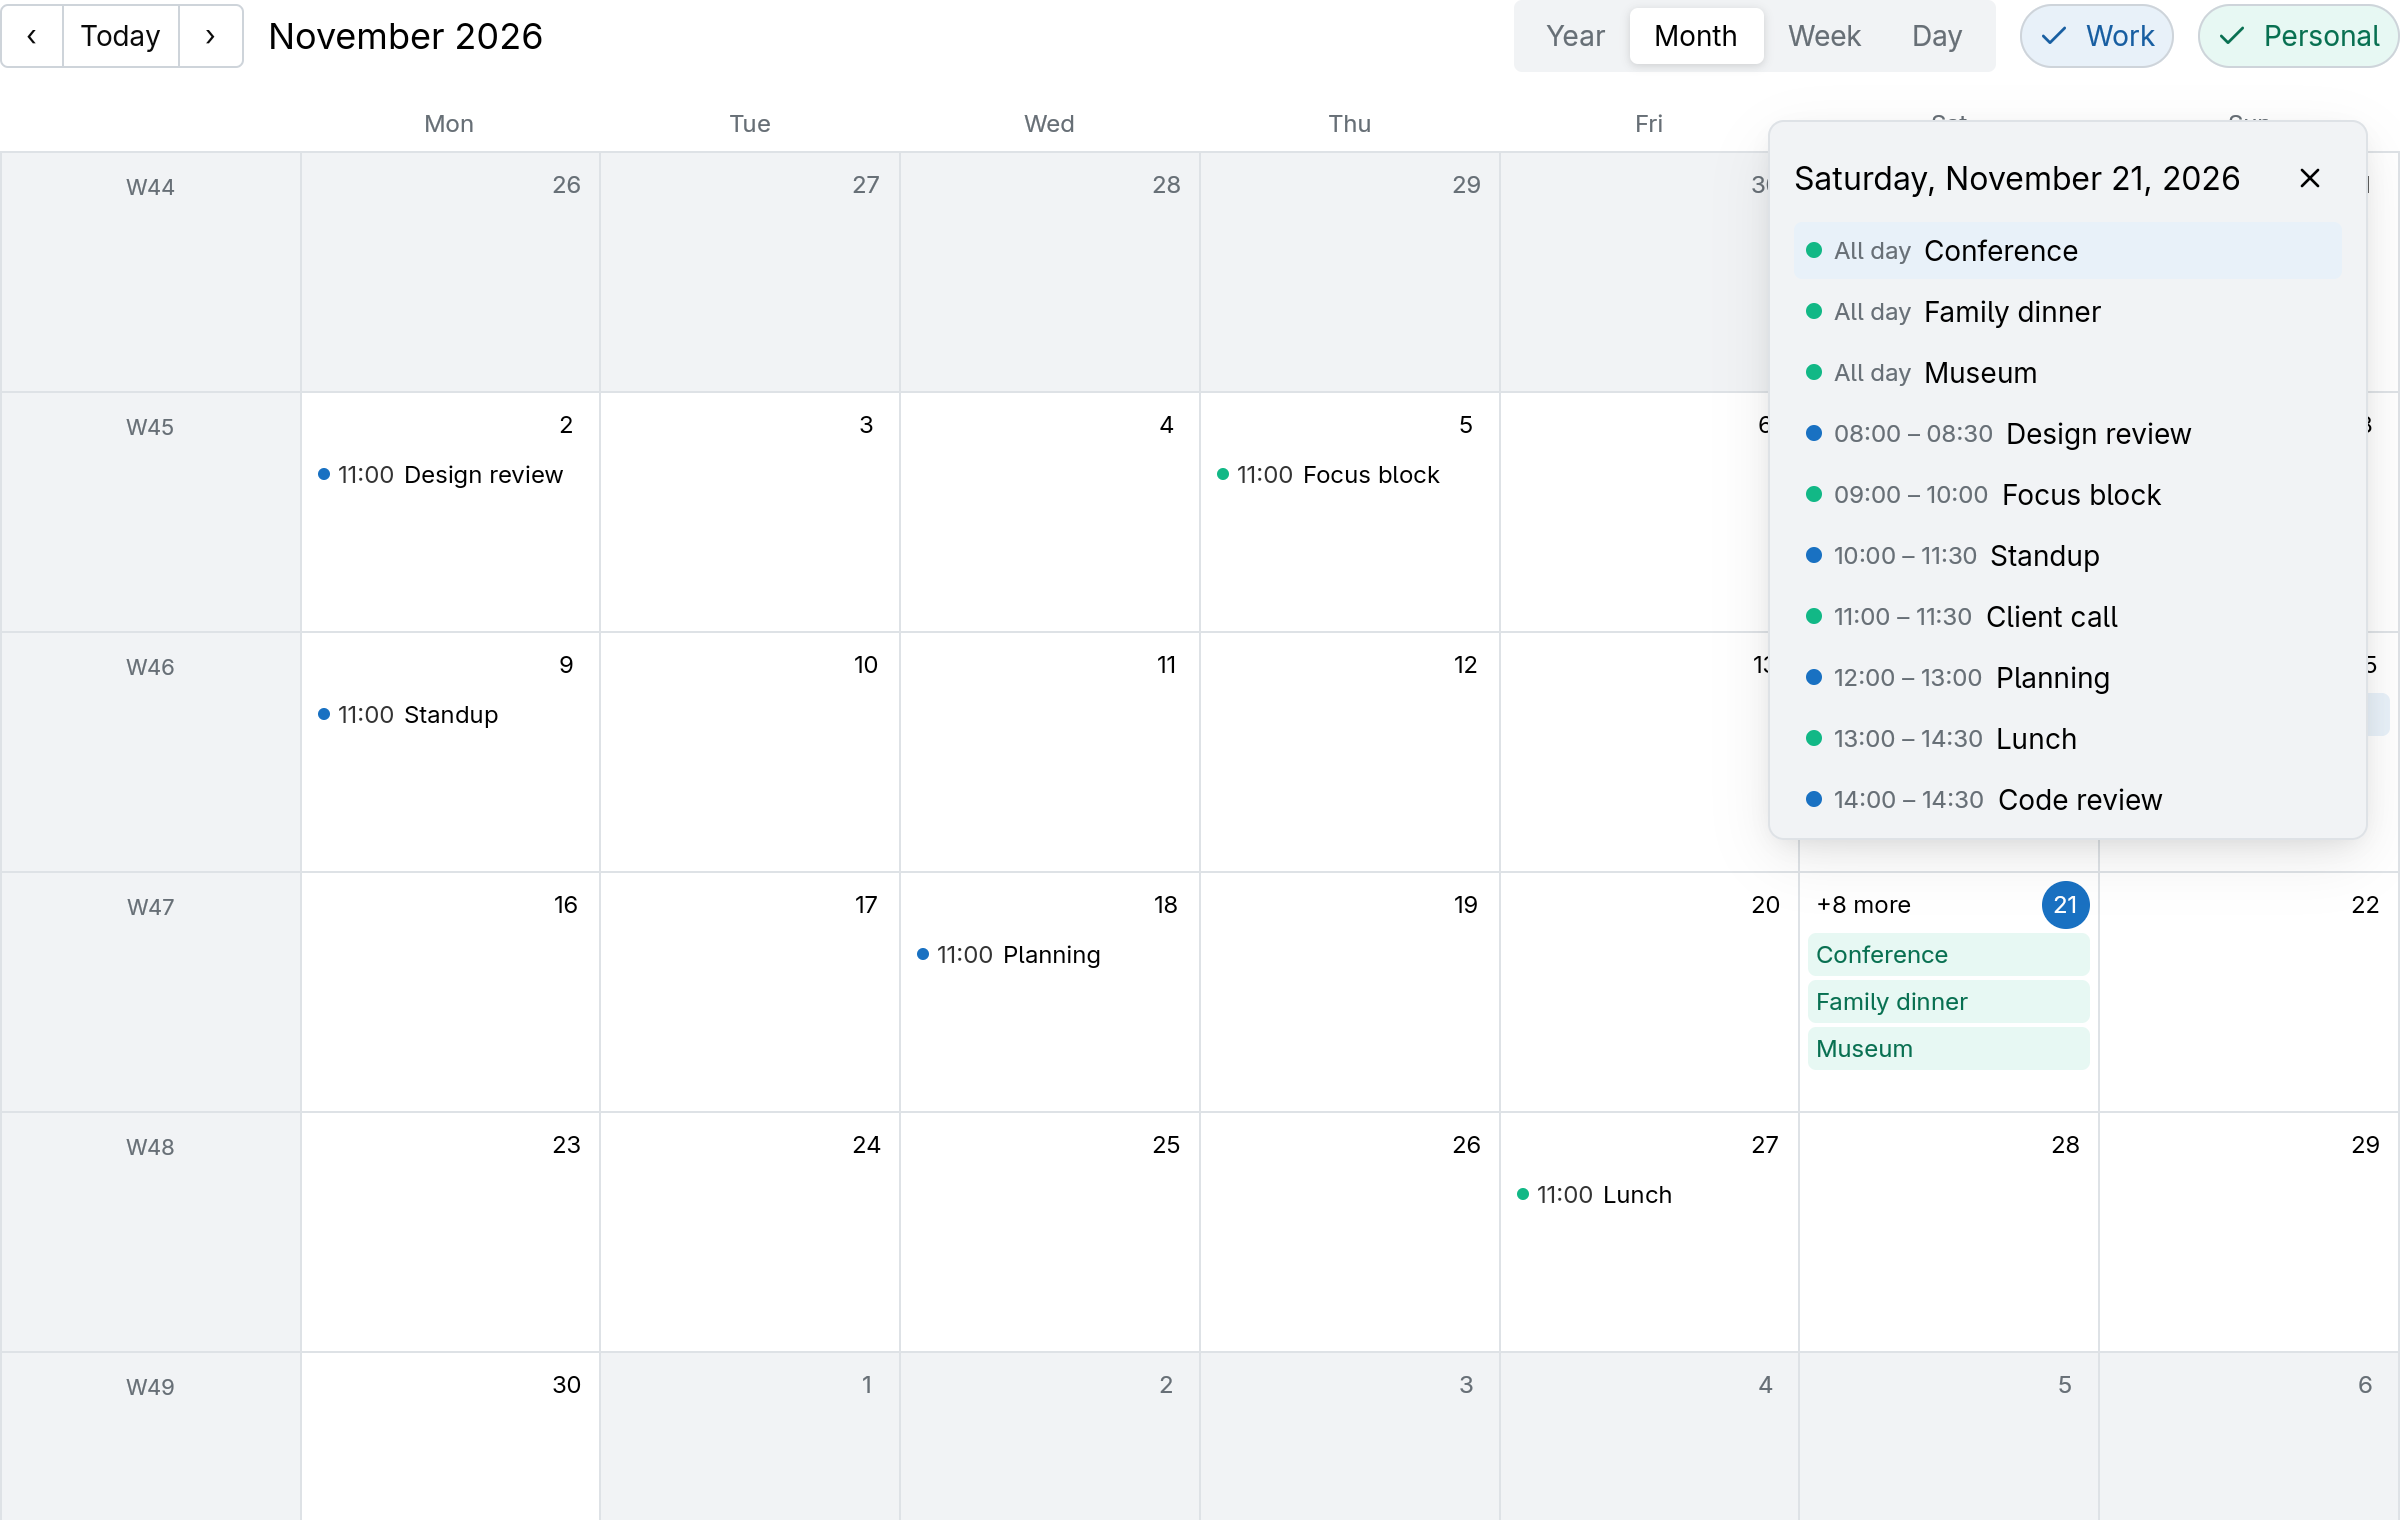 ‹ Today › November 2026 Year Month Week Day Work Personal
Mon Tue Wed Thu Fri
W44 26 27 28 29
W45 2 3 4 5
11:00 Design review
11:00 Focus block
W46 9 10 11 12
11:00 Standup
Saturday, November 21, 2026
All day Conference
All day Family dinner
All day Museum
08:00 – 08:30 Design review
09:00 – 10:00 Focus block
10:00 – 11:30 Standup
11:00 – 11:30 Client call
12:00 – 13:00 Planning
13:00 – 14:30 Lunch
14:00 – 14:30 Code review
W47 16 17 18 19 20 +8 more 21 22
11:00 Planning
Conference
Family dinner
Museum
W48 23 24 25 26 27 28 29
11:00 Lunch
W49 30 1 2 3 4 5 6